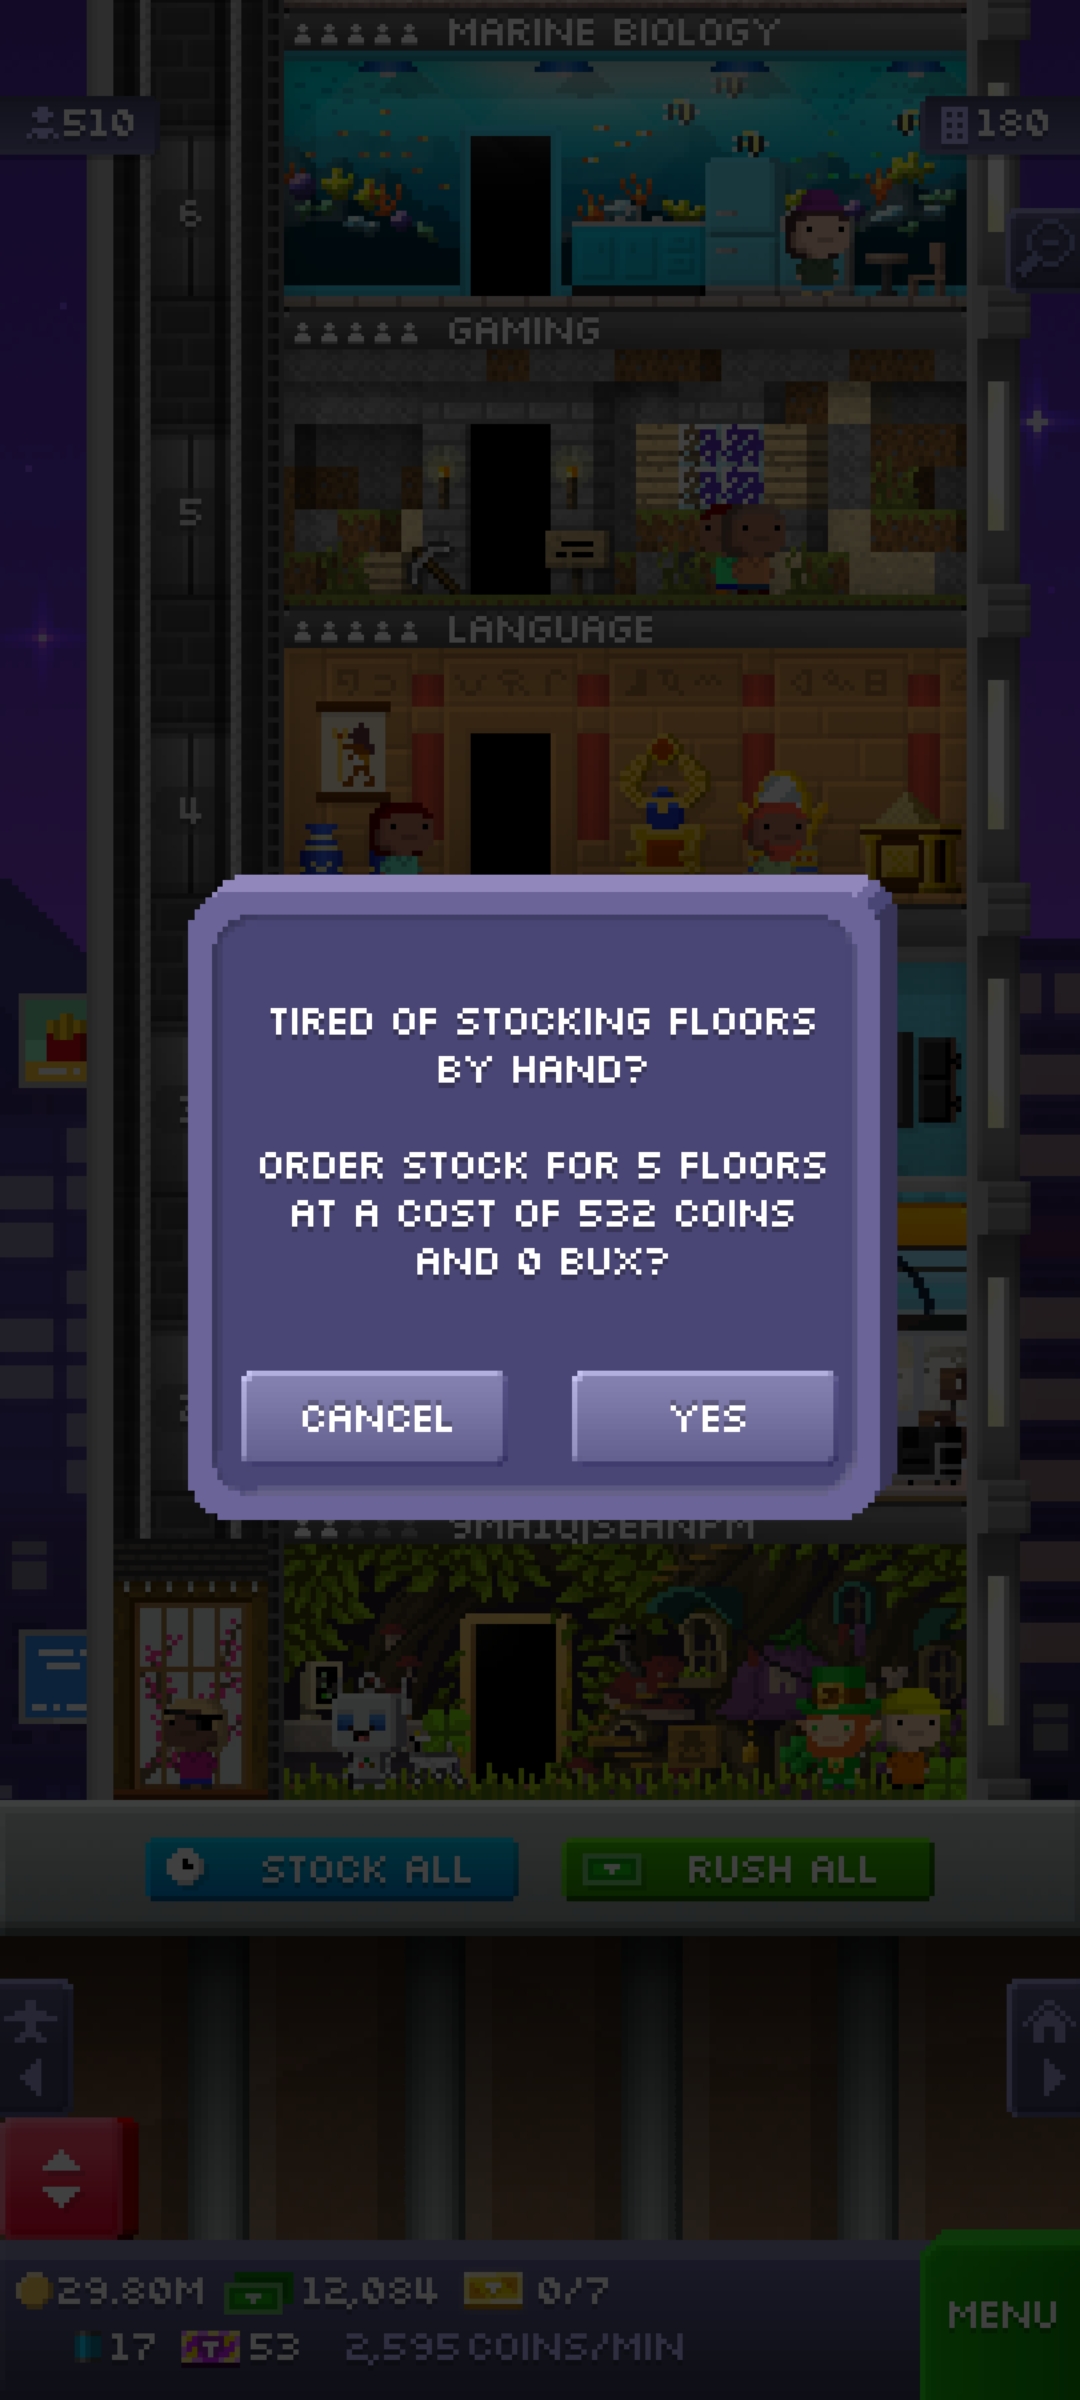 MARINE BIOLOGY
510
180
6
GAMING
5
LANGUAGE
4
TIRED OF STOCKING FLOORS
BY HAND?
ORDER STOCK FOR 5 FLOORS
AT A COST OF 532 COINS
AND 0 BUX?
CANCEL
YES
STOCK ALL
RUSH ALL
29.80M
12,084
0/7
MENU
17
T
53
2,595 COINS/MIN